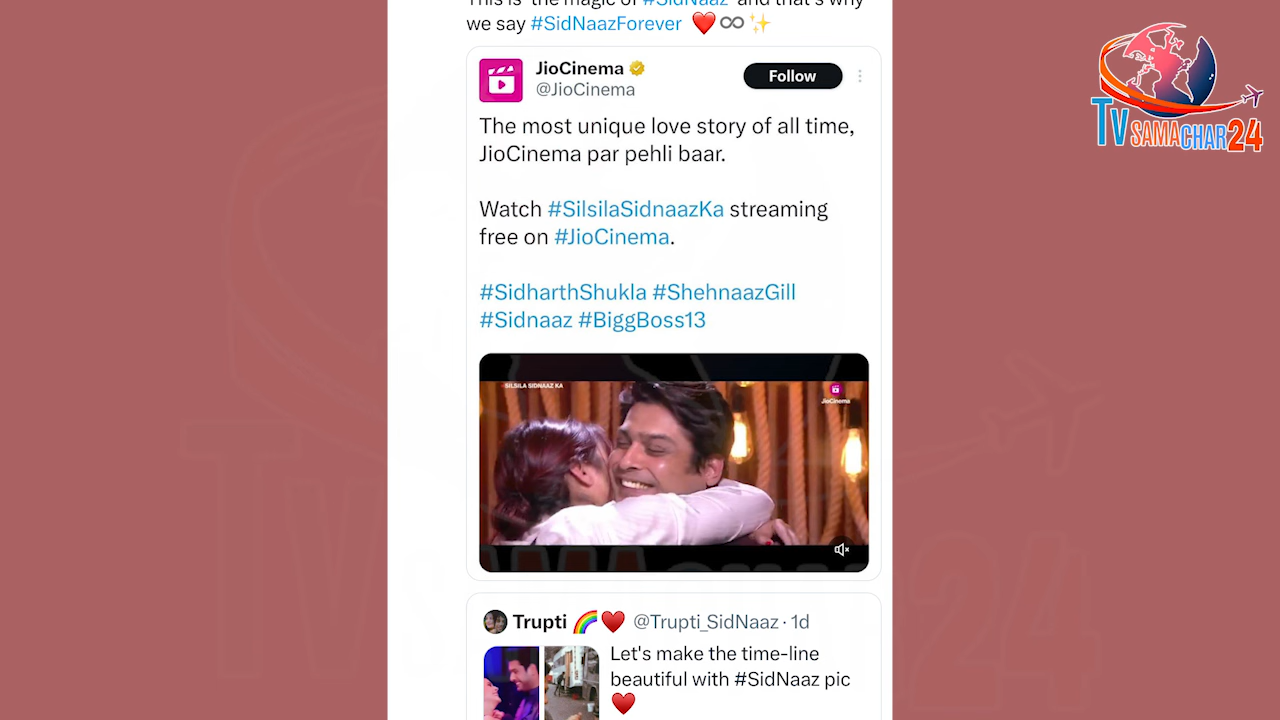 This is the magic of #SidNaaz and that's why
we say #SidNaazForever ❤️♾️✨
JioCinema
@JioCinema
Follow
The most unique love story of all time,
JioCinema par pehli baar.
Watch #SilsilaSidnaazKa streaming
free on #JioCinema.
#SidharthShukla #ShehnaazGill
#Sidnaaz #BiggBoss13
SILSILA SIDNAAZ KA
JioCinema
Trupti 🌈❤️ @Trupti_SidNaaz · 1d
Let's make the time-line
beautiful with #SidNaaz pic
❤️
TV SAMACHAR 24